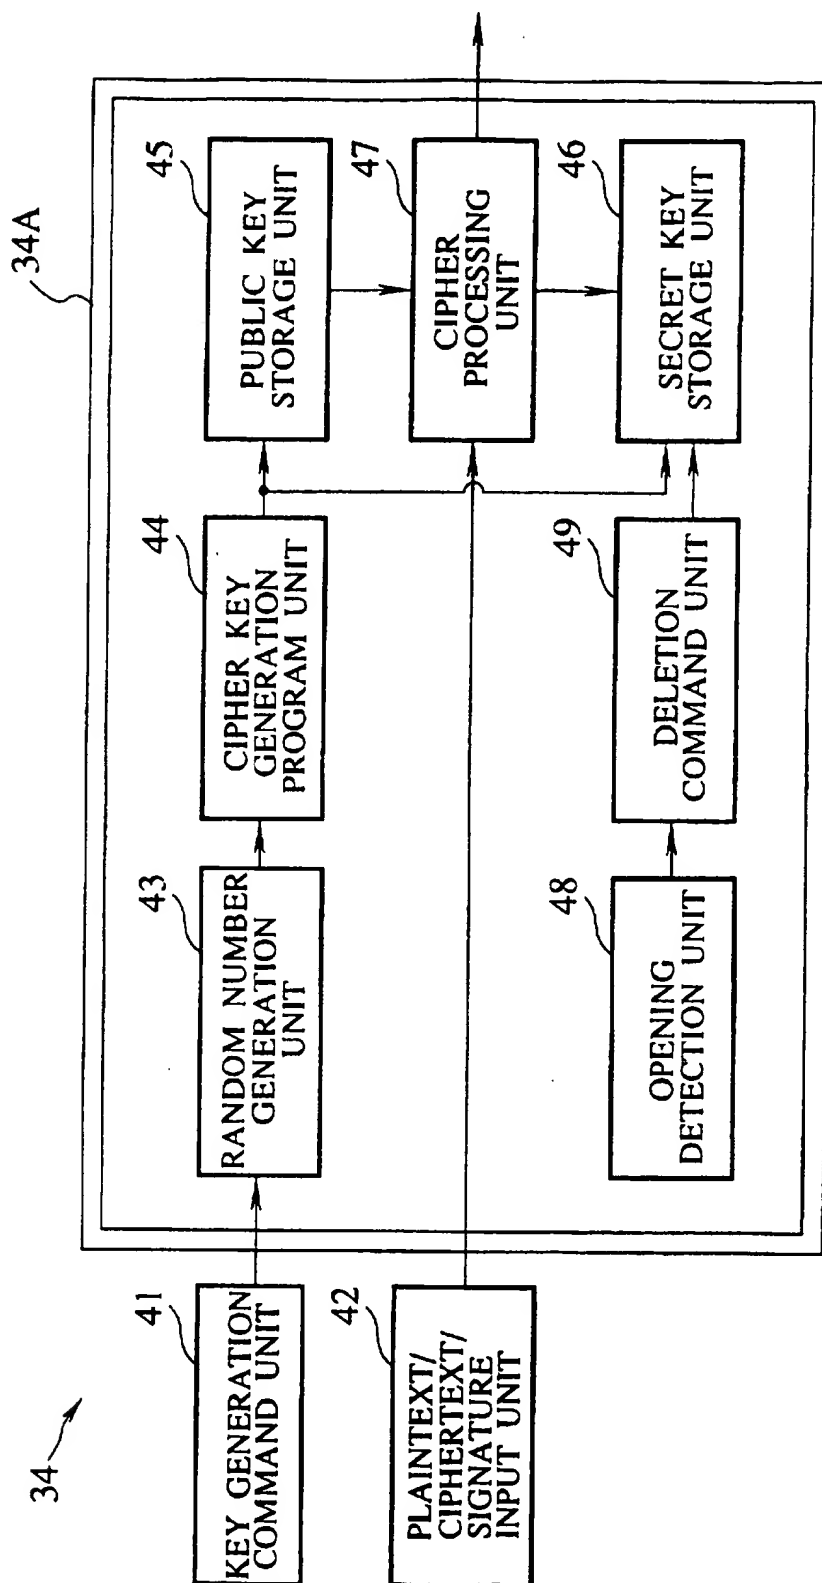 34
34A
41
KEY GENERATION
COMMAND UNIT
42
PLAINTEXT/
CIPHERTEXT/
SIGNATURE
INPUT UNIT
43
RANDOM NUMBER
GENERATION
UNIT
44
CIPHER KEY
GENERATION
PROGRAM UNIT
45
PUBLIC KEY
STORAGE UNIT
47
CIPHER
PROCESSING
UNIT
48
OPENING
DETECTION UNIT
49
DELETION
COMMAND UNIT
46
SECRET KEY
STORAGE UNIT